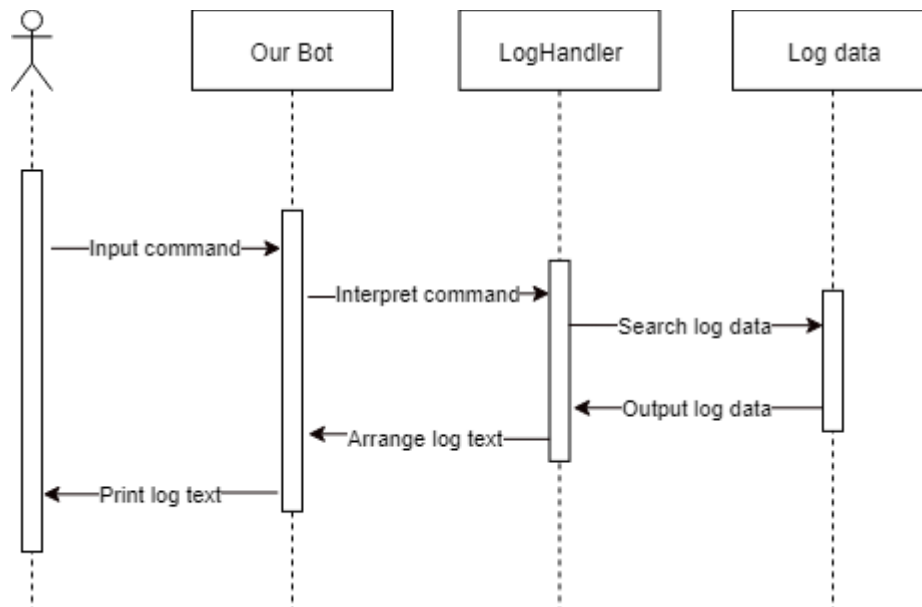 Our Bot
LogHandler
Log data
Input command
Interpret command
Search log data
Output log data
Arrange log text
Print log text